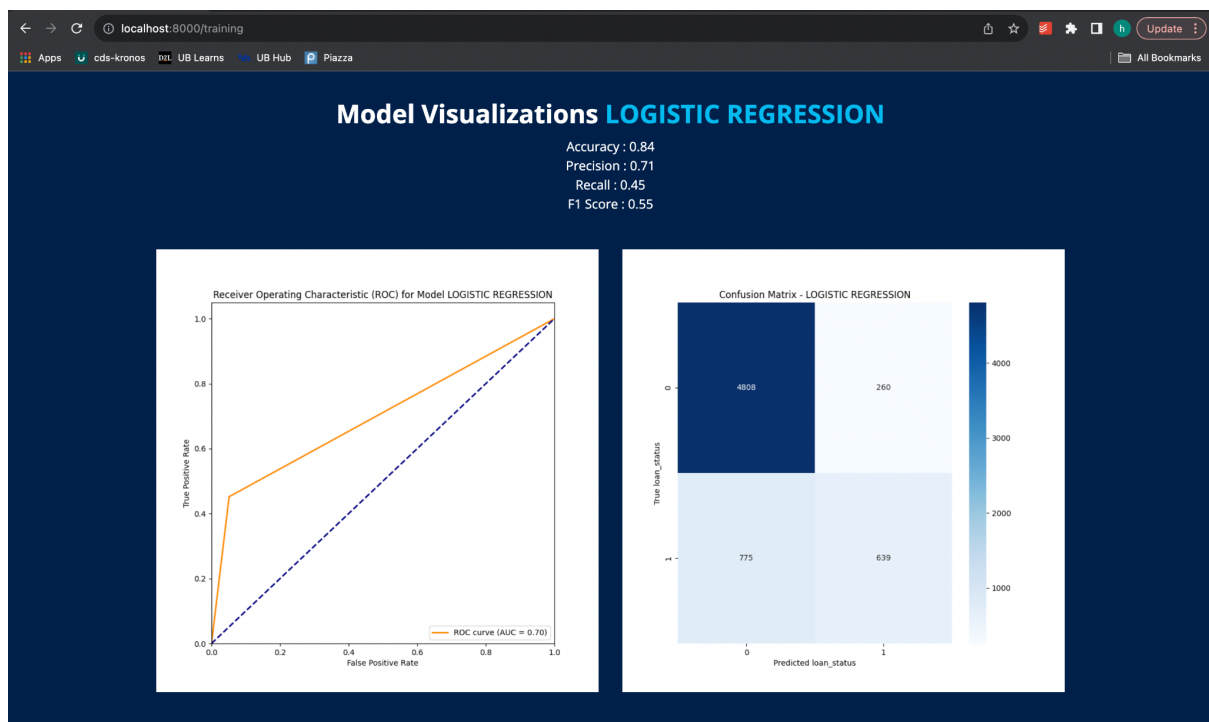 localhost:8000/training
h
Update
Apps
cds-kronos
D2L UB Learns
UB Hub
Piazza
All Bookmarks
Model Visualizations LOGISTIC REGRESSION
Accuracy : 0.84
Precision : 0.71
Recall : 0.45
F1 Score : 0.55
Receiver Operating Characteristic (ROC) for Model LOGISTIC REGRESSION
1.0
0.8
0.6
0.4
0.2
0.0
True Positive Rate
ROC curve (AUC = 0.70)
0.0 0.2 0.4 0.6 0.8 1.0
False Positive Rate
Confusion Matrix - LOGISTIC REGRESSION
0
1
True loan_status
4808 260
775 639
0 1
Predicted loan_status
4000
3000
2000
1000